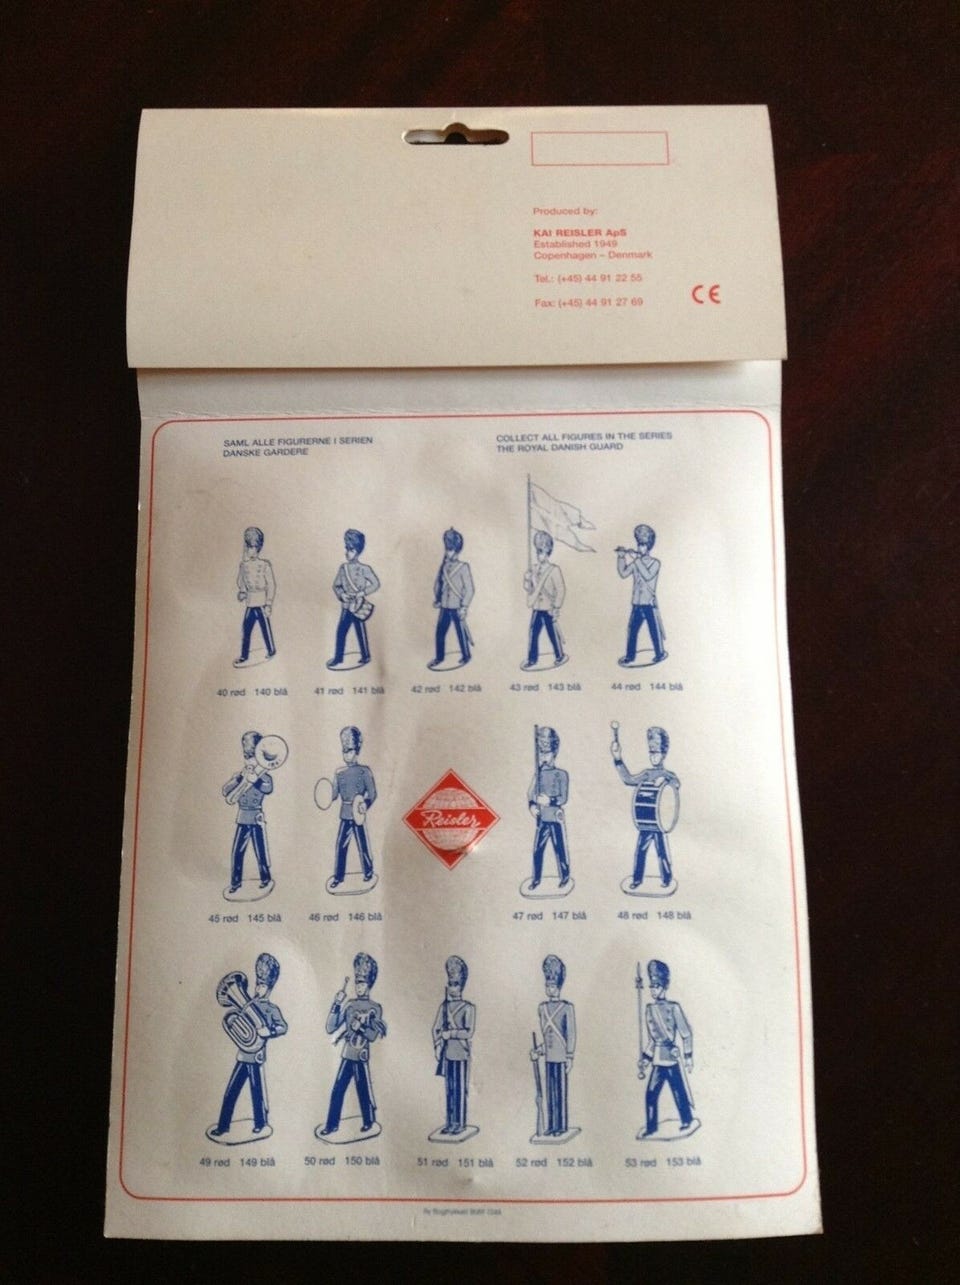 Produced by:
KAI REISLER ApS
Established 1949
Copenhagen – Denmark
Tel.: (+45) 44 91 22 55
Fax: (+45) 44 91 27 69
CE
SAML ALLE FIGURERNE I SERIEN
DANSKE GARDERE
COLLECT ALL FIGURES IN THE SERIES
THE ROYAL DANISH GUARD
40 rød 140 blå
41 rød 141 blå
42 rød 142 blå
43 rød 143 blå
44 rød 144 blå
45 rød 145 blå
46 rød 146 blå
Reisler
47 rød 147 blå
48 rød 148 blå
49 rød 149 blå
50 rød 150 blå
51 rød 151 blå
52 rød 152 blå
53 rød 153 blå